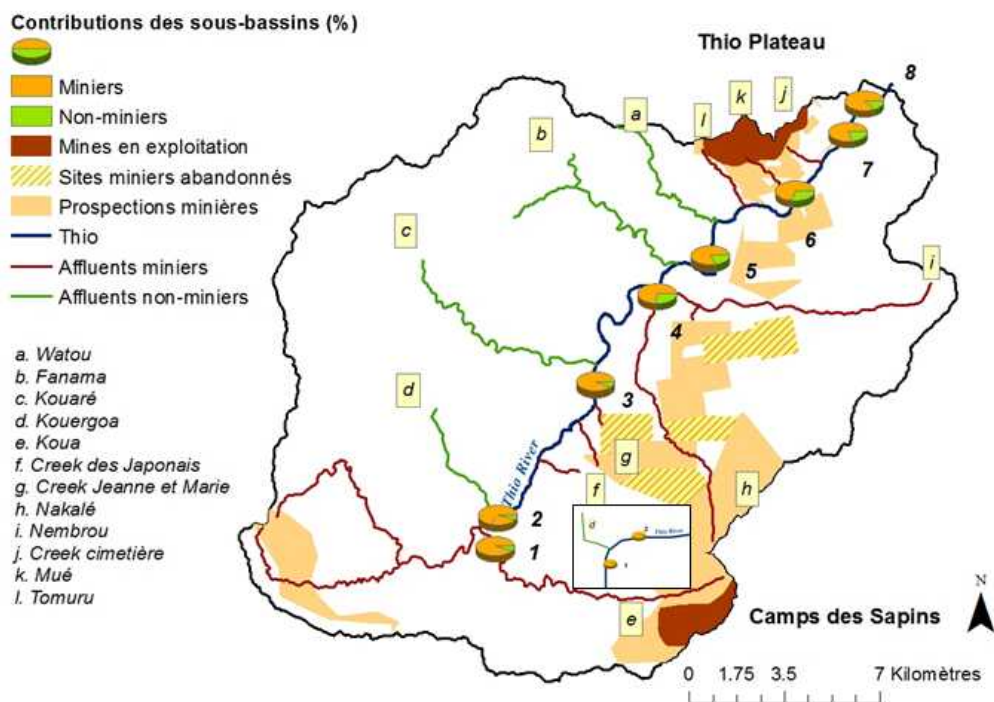 Contributions des sous-bassins (%)
Miniers
Non-miniers
Mines en exploitation
Sites miniers abandonnés
Prospections minières
Thio
Affluents miniers
Affluents non-miniers
a. Watou
b. Fanama
c. Kouaré
d. Kouergoa
e. Koua
f. Creek des Japonais
g. Creek Jeanne et Marie
h. Nakalé
i. Nembrou
j. Creek cimetière
k. Mué
l. Tomuru
Thio Plateau
8
j
k
l
a
b
7
c
6
5
i
4
d
3
Thio River
g
h
f
2
d
2
Thio River
1
1
e
Camps des Sapins
N
0 1.75 3.5 7 Kilomètres